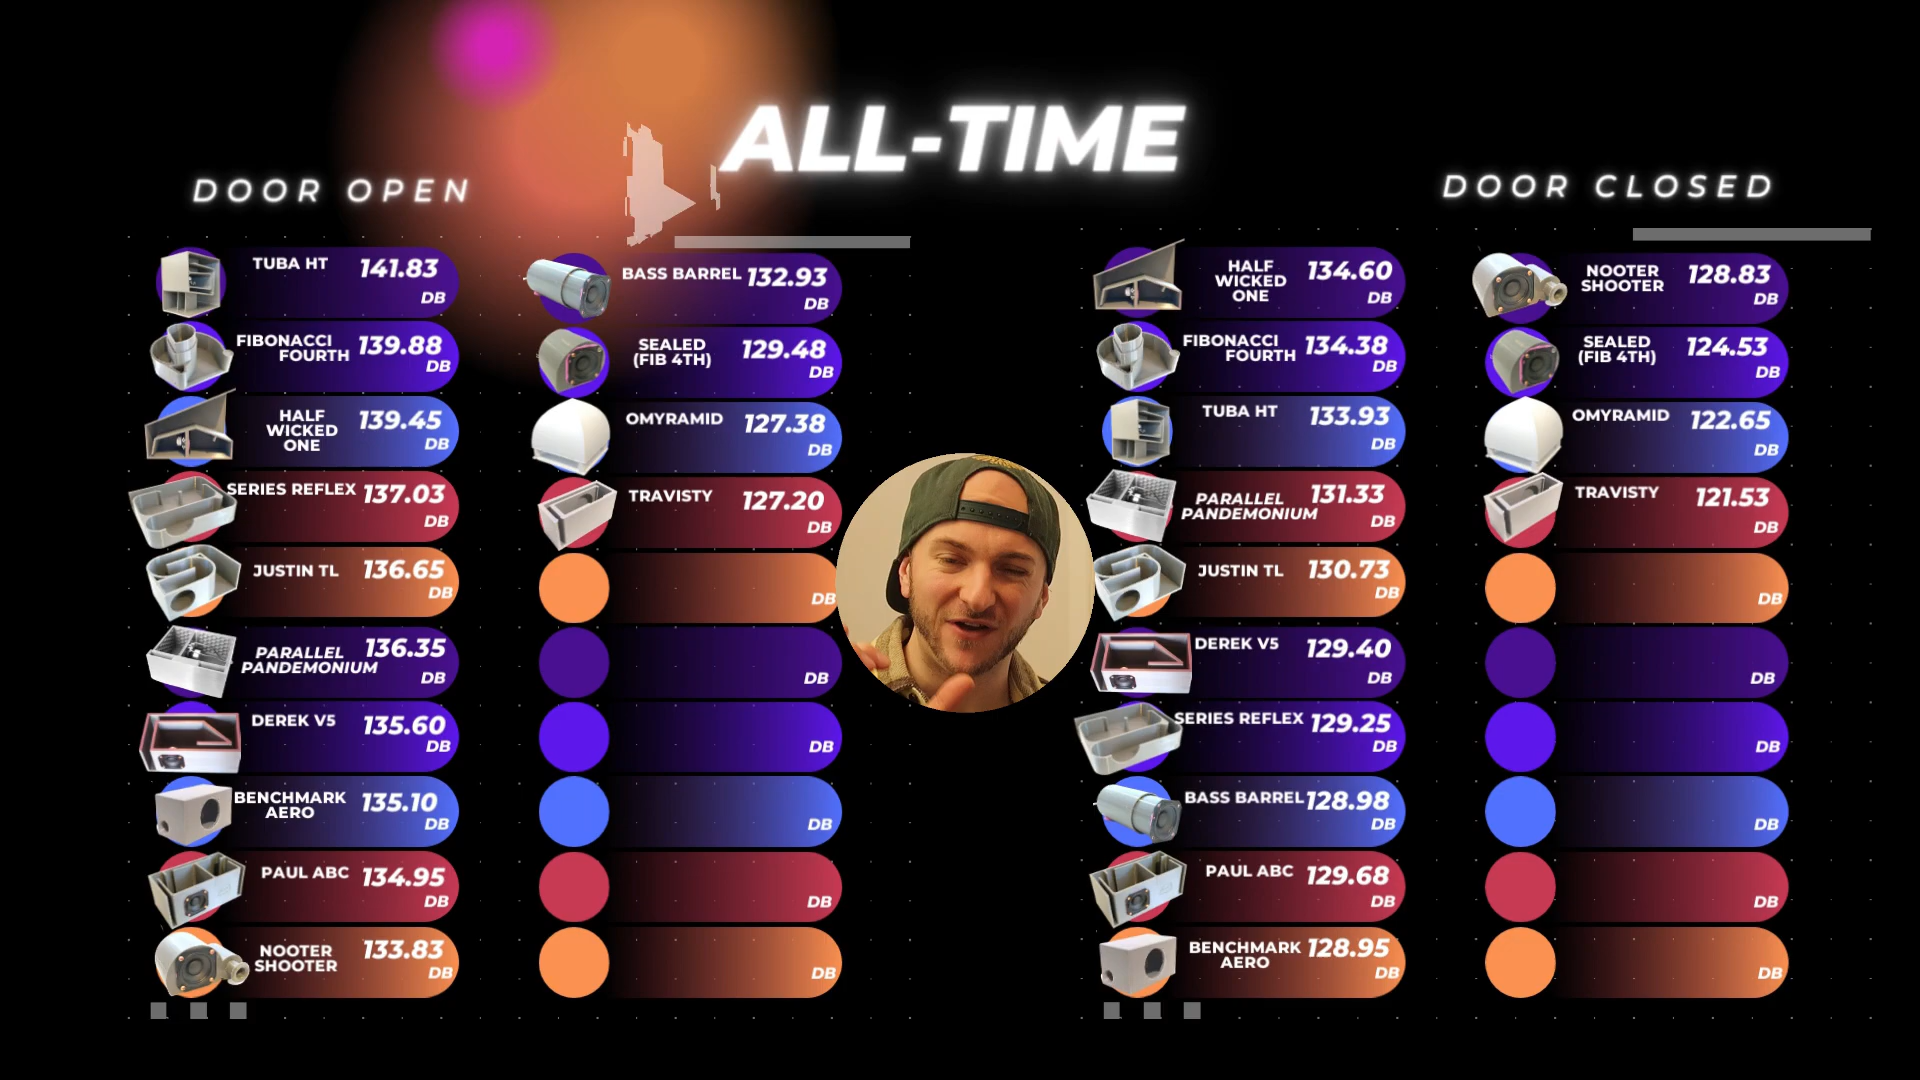 ALL-TIME
DOOR OPEN
TUBA HT 141.83
DB
FIBONACCI
FOURTH 139.88
DB
HALF
WICKED
ONE 139.45
DB
SERIES REFLEX 137.03
DB
JUSTIN TL 136.65
DB
PARALLEL
PANDEMONIUM 136.35
DB
DEREK V5 135.60
DB
BENCHMARK
AERO 135.10
DB
PAUL ABC 134.95
DB
NOOTER
SHOOTER 133.83
DB
BASS BARREL 132.93
DB
SEALED
(FIB 4TH) 129.48
DB
OMYRAMID 127.38
DB
TRAVISTY 127.20
DB
DB
DB
DB
DB
DB
DB
DOOR CLOSED
HALF
WICKED
ONE 134.60
DB
FIBONACCI
FOURTH 134.38
DB
TUBA HT 133.93
DB
PARALLEL
PANDEMONIUM 131.33
DB
JUSTIN TL 130.73
DB
DEREK V5 129.40
DB
SERIES REFLEX 129.25
DB
BASS BARREL 128.98
DB
PAUL ABC 129.68
DB
BENCHMARK
AERO 128.95
DB
NOOTER
SHOOTER 128.83
DB
SEALED
(FIB 4TH) 124.53
DB
OMYRAMID 122.65
DB
TRAVISTY 121.53
DB
DB
DB
DB
DB
DB
DB